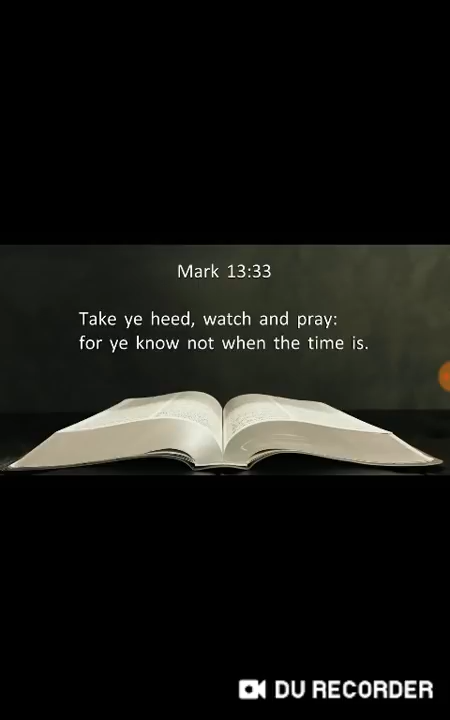 Mark 13:33
Take ye heed, watch and pray:
for ye know not when the time is.
DU RECORDER